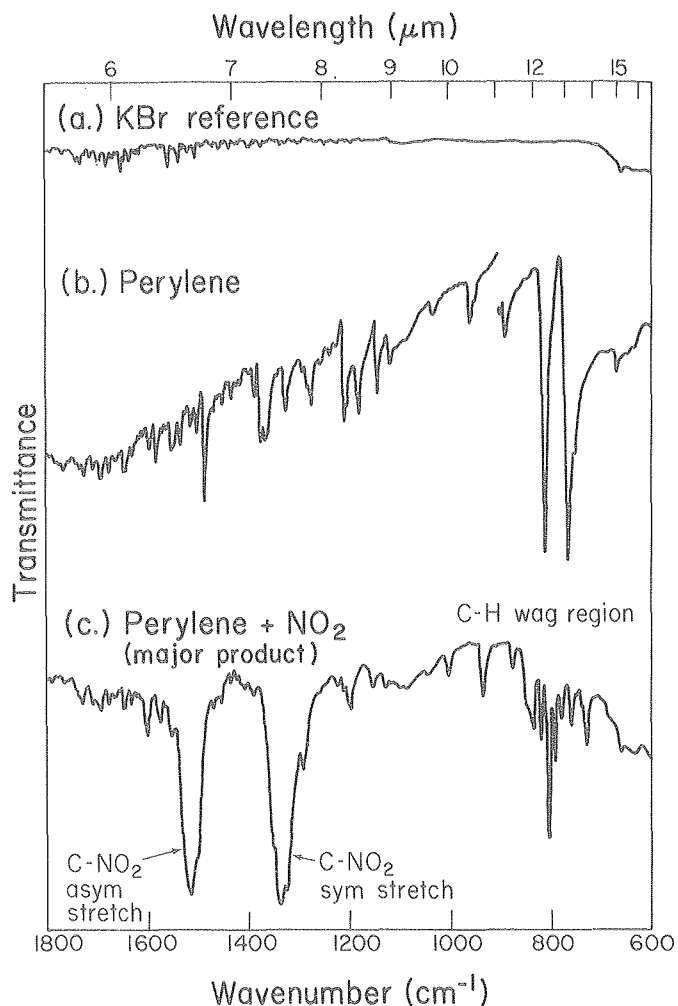 Wavelength (μm)
6 7 8 9 10 12 15
(a.) KBr reference
(b.) Perylene
Transmittance
(c.) Perylene + NO₂
(major product)
C-H wag region
C-NO₂
asym
stretch
C-NO₂
sym stretch
1800 1600 1400 1200 1000 800 600
Wavenumber (cm⁻¹)